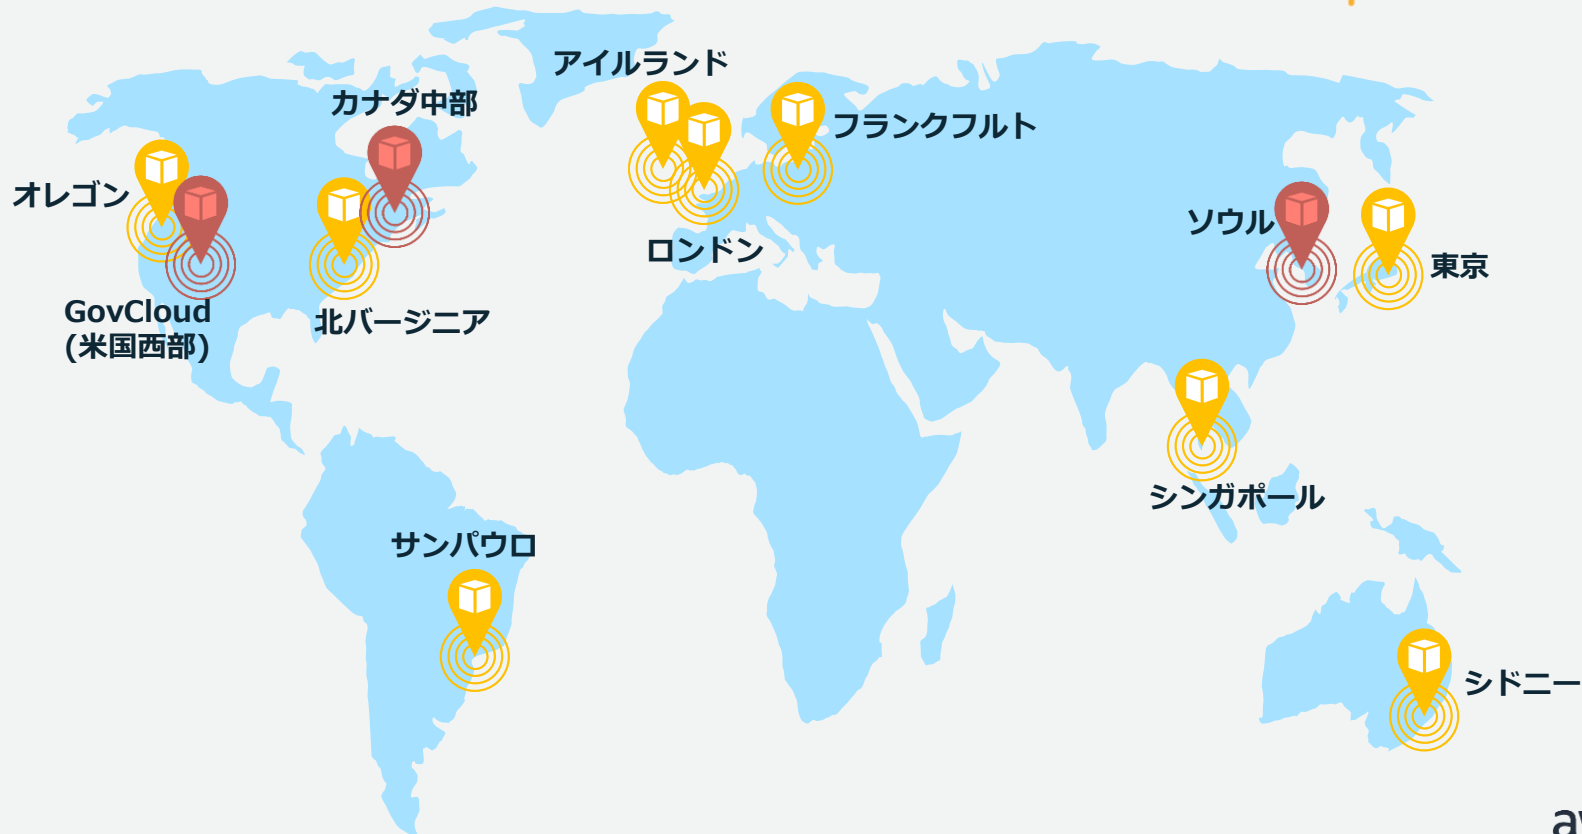 アイルランド
カナダ中部
フランクフルト
オレゴン
ソウル
ロンドン
東京
GovCloud
(米国西部)
北バージニア
シンガポール
サンパウロ
シドニー